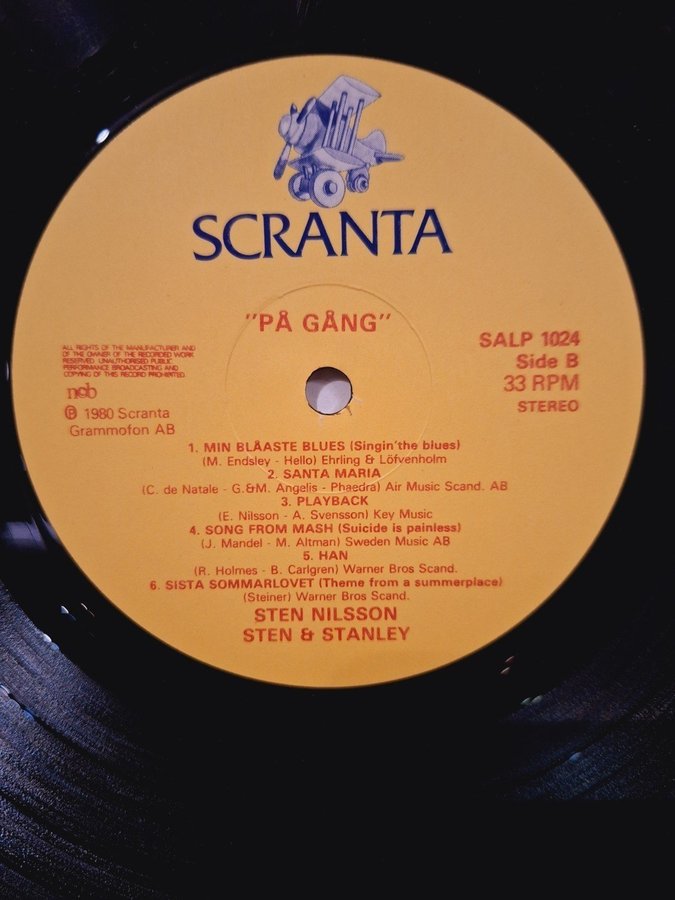 SCRANTA
"PÅ GÅNG"
ALL RIGHTS OF THE MANUFACTURER AND
OF THE OWNER OF THE RECORDED WORK
RESERVED. UNAUTHORISED PUBLIC
PERFORMANCE BROADCASTING AND
COPYING OF THIS RECORD PROHIBITED.
ncb
Ⓟ 1980 Scranta
Grammofon AB
SALP 1024
Side B
33 RPM
STEREO
1. MIN BLÅASTE BLUES (Singin'the blues)
(M. Endsley - Hello) Ehrling & Löfvenholm
2. SANTA MARIA
(C. de Natale - G.&M. Angelis - Phaedra) Air Music Scand. AB
3. PLAYBACK
(E. Nilsson - A. Svensson) Key Music
4. SONG FROM MASH (Suicide is painless)
(J. Mandel - M. Altman) Sweden Music AB
5. HAN
(R. Holmes - B. Carlgren) Warner Bros Scand.
6. SISTA SOMMARLOVET (Theme from a summerplace)
(Steiner) Warner Bros Scand.
STEN NILSSON
STEN & STANLEY